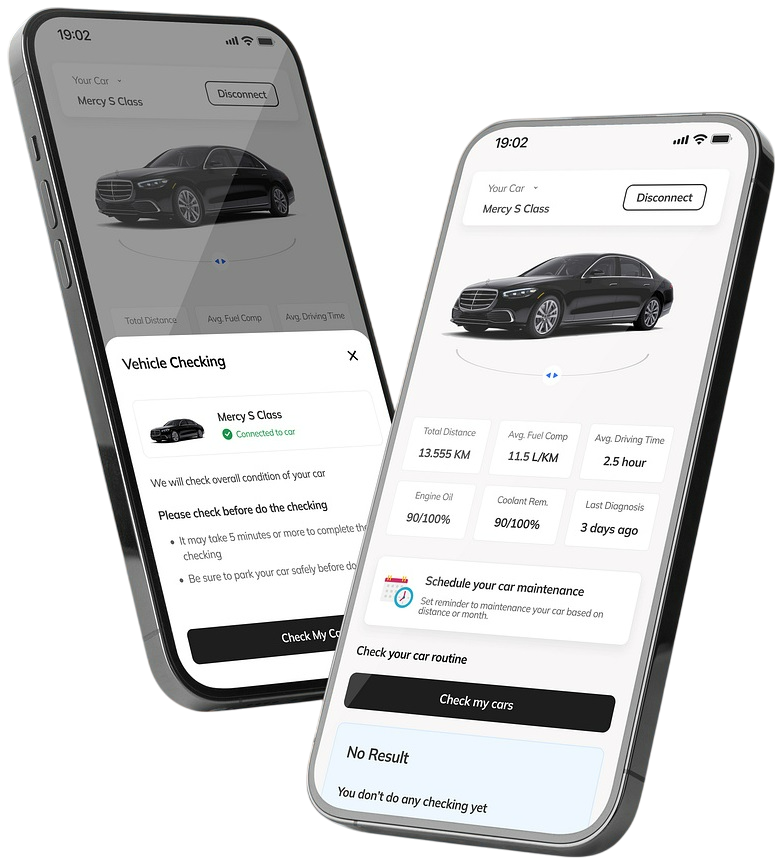 19:02
Your Car
Mercy S Class
Disconnect
Total Distance
Avg. Fuel Comp
Avg. Driving Time
Vehicle Checking
Mercy S Class
Connected to car
We will check overall condition of your car
Please check before do the checking
It may take 5 minutes or more to complete the
checking
Be sure to park your car safely before do
Check My
19:02
Your Car
Mercy S Class
Disconnect
Total Distance
13.555 KM
Avg. Fuel Comp
11.5 L/KM
Avg. Driving Time
2.5 hour
Engine Oil
90/100%
Coolant Rem.
90/100%
Last Diagnosis
3 days ago
Schedule your car maintenance
Set reminder to maintenance your car based on
distance or month.
Check your car routine
Check my cars
No Result
You don't do any checking yet